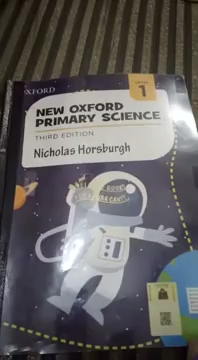 OXFORD
1
NEW OXFORD
PRIMARY SCIENCE
THIRD EDITION
Nicholas Horsburgh